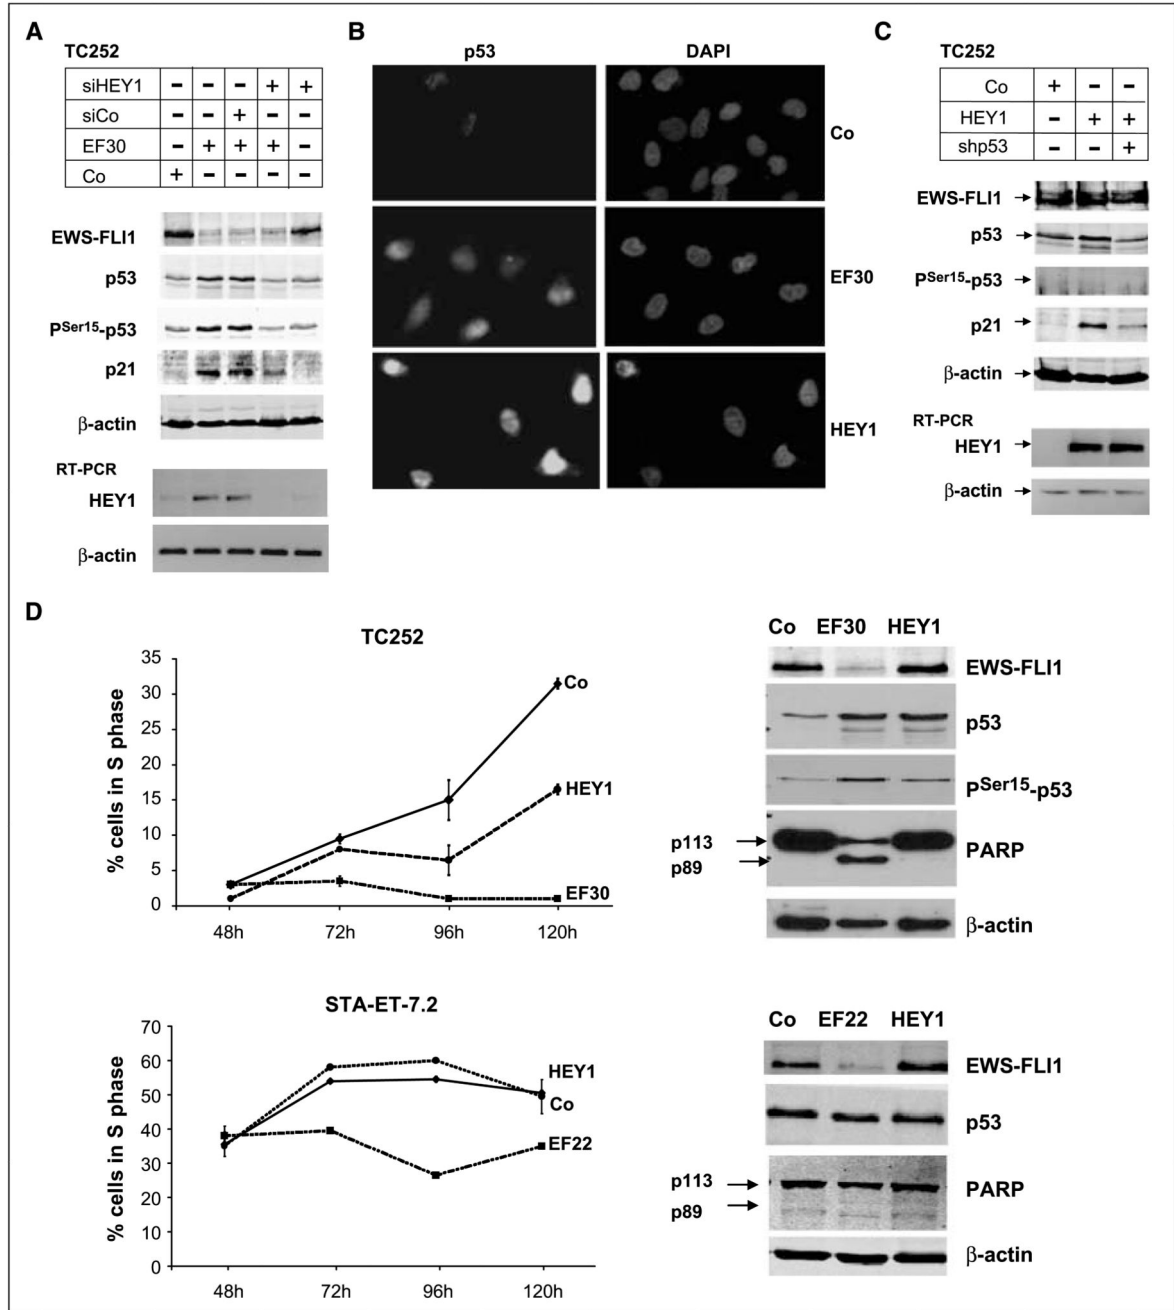 A
TC252
siHEY1 - - - + +
siCo - - + - -
EF30 - + + + -
Co + - - - -
EWS-FLI1
p53
PSer15-p53
p21
β-actin
RT-PCR
HEY1
β-actin
B
p53 DAPI
Co
EF30
HEY1
C
TC252
Co + - -
HEY1 - + +
shp53 - - +
EWS-FLI1
p53
PSer15-p53
p21
β-actin
RT-PCR
HEY1
β-actin
D
TC252
% cells in S phase
35
30
25
20
15
10
5
0
48h 72h 96h 120h
Co
HEY1
EF30
Co EF30 HEY1
EWS-FLI1
p53
PSer15-p53
p113
p89
PARP
β-actin
STA-ET-7.2
% cells in S phase
70
60
50
40
30
20
10
0
48h 72h 96h 120h
HEY1
Co
EF22
Co EF22 HEY1
EWS-FLI1
p53
p113
p89
PARP
β-actin